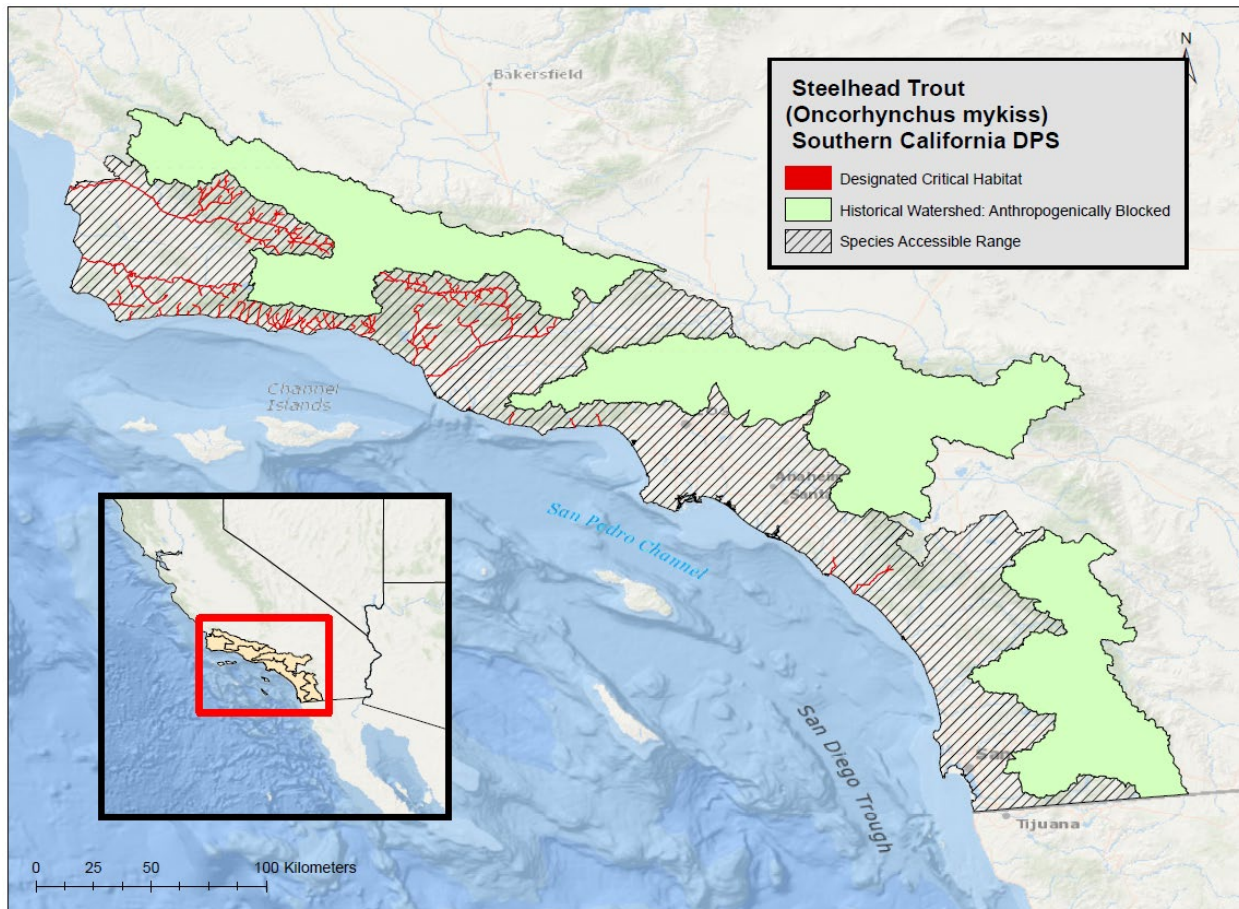 Bakersfield
N
Steelhead Trout
(Oncorhynchus mykiss)
Southern California DPS
Designated Critical Habitat
Historical Watershed: Anthropogenically Blocked
Species Accessible Range
Channel
Islands
Anaheim
San Pedro Channel
San Diego Trough
San
Tijuana
0 25 50 100 Kilometers